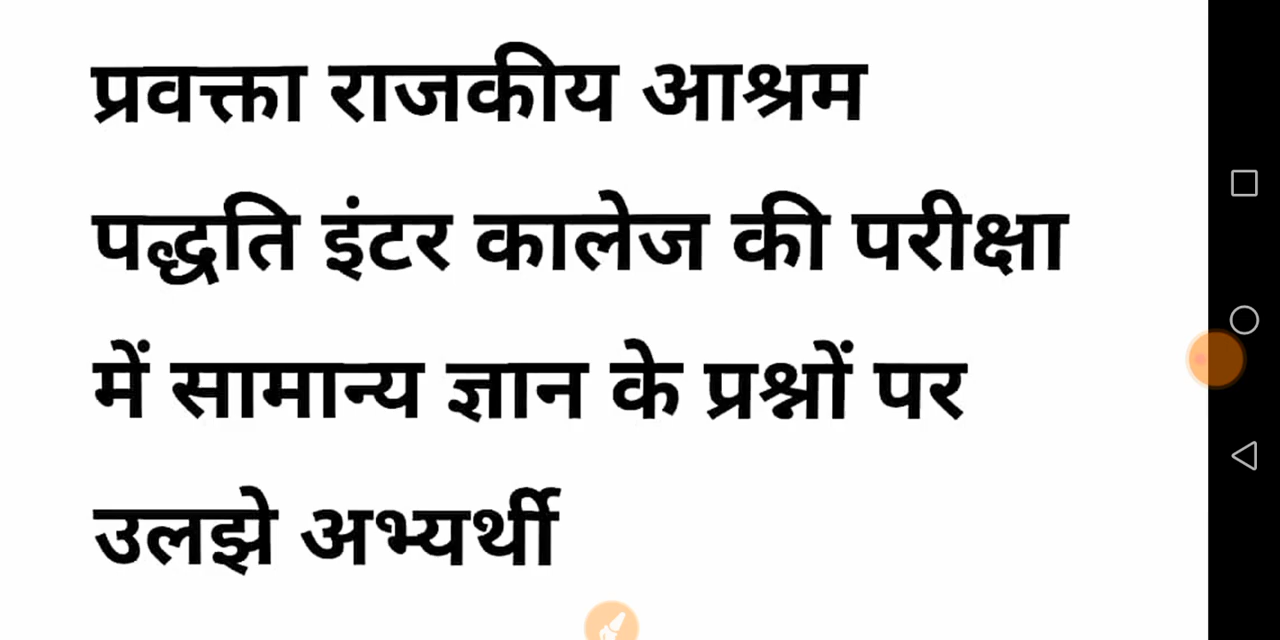 प्रवक्ता राजकीय आश्रम
पद्धति इंटर कालेज की परीक्षा
में सामान्य ज्ञान के प्रश्नों पर
उलझे अभ्यर्थी